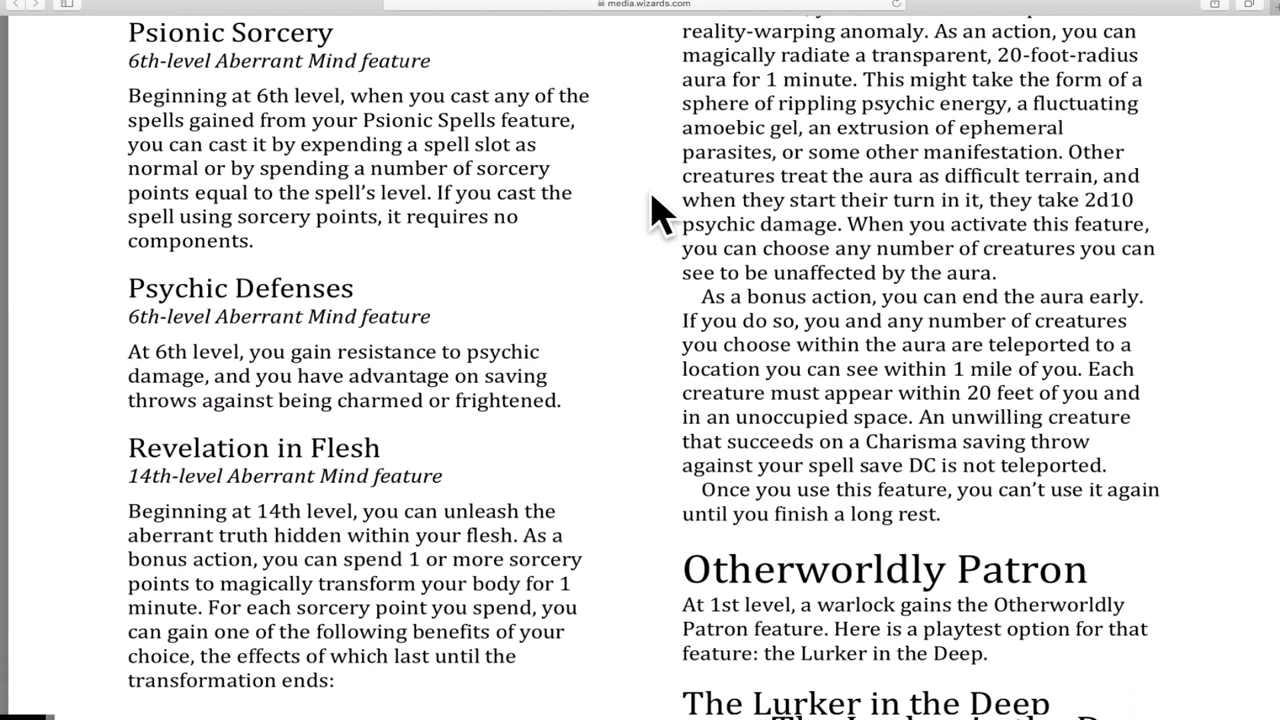 media.wizards.com
Psionic Sorcery
6th-level Aberrant Mind feature
Beginning at 6th level, when you cast any of the
spells gained from your Psionic Spells feature,
you can cast it by expending a spell slot as
normal or by spending a number of sorcery
points equal to the spell’s level. If you cast the
spell using sorcery points, it requires no
components.
Psychic Defenses
6th-level Aberrant Mind feature
At 6th level, you gain resistance to psychic
damage, and you have advantage on saving
throws against being charmed or frightened.
Revelation in Flesh
14th-level Aberrant Mind feature
Beginning at 14th level, you can unleash the
aberrant truth hidden within your flesh. As a
bonus action, you can spend 1 or more sorcery
points to magically transform your body for 1
minute. For each sorcery point you spend, you
can gain one of the following benefits of your
choice, the effects of which last until the
transformation ends:
reality-warping anomaly. As an action, you can
magically radiate a transparent, 20-foot-radius
aura for 1 minute. This might take the form of a
sphere of rippling psychic energy, a fluctuating
amoebic gel, an extrusion of ephemeral
parasites, or some other manifestation. Other
creatures treat the aura as difficult terrain, and
when they start their turn in it, they take 2d10
psychic damage. When you activate this feature,
you can choose any number of creatures you can
see to be unaffected by the aura.
As a bonus action, you can end the aura early.
If you do so, you and any number of creatures
you choose within the aura are teleported to a
location you can see within 1 mile of you. Each
creature must appear within 20 feet of you and
in an unoccupied space. An unwilling creature
that succeeds on a Charisma saving throw
against your spell save DC is not teleported.
Once you use this feature, you can’t use it again
until you finish a long rest.
Otherworldly Patron
At 1st level, a warlock gains the Otherworldly
Patron feature. Here is a playtest option for that
feature: the Lurker in the Deep.
The Lurker in the Deep